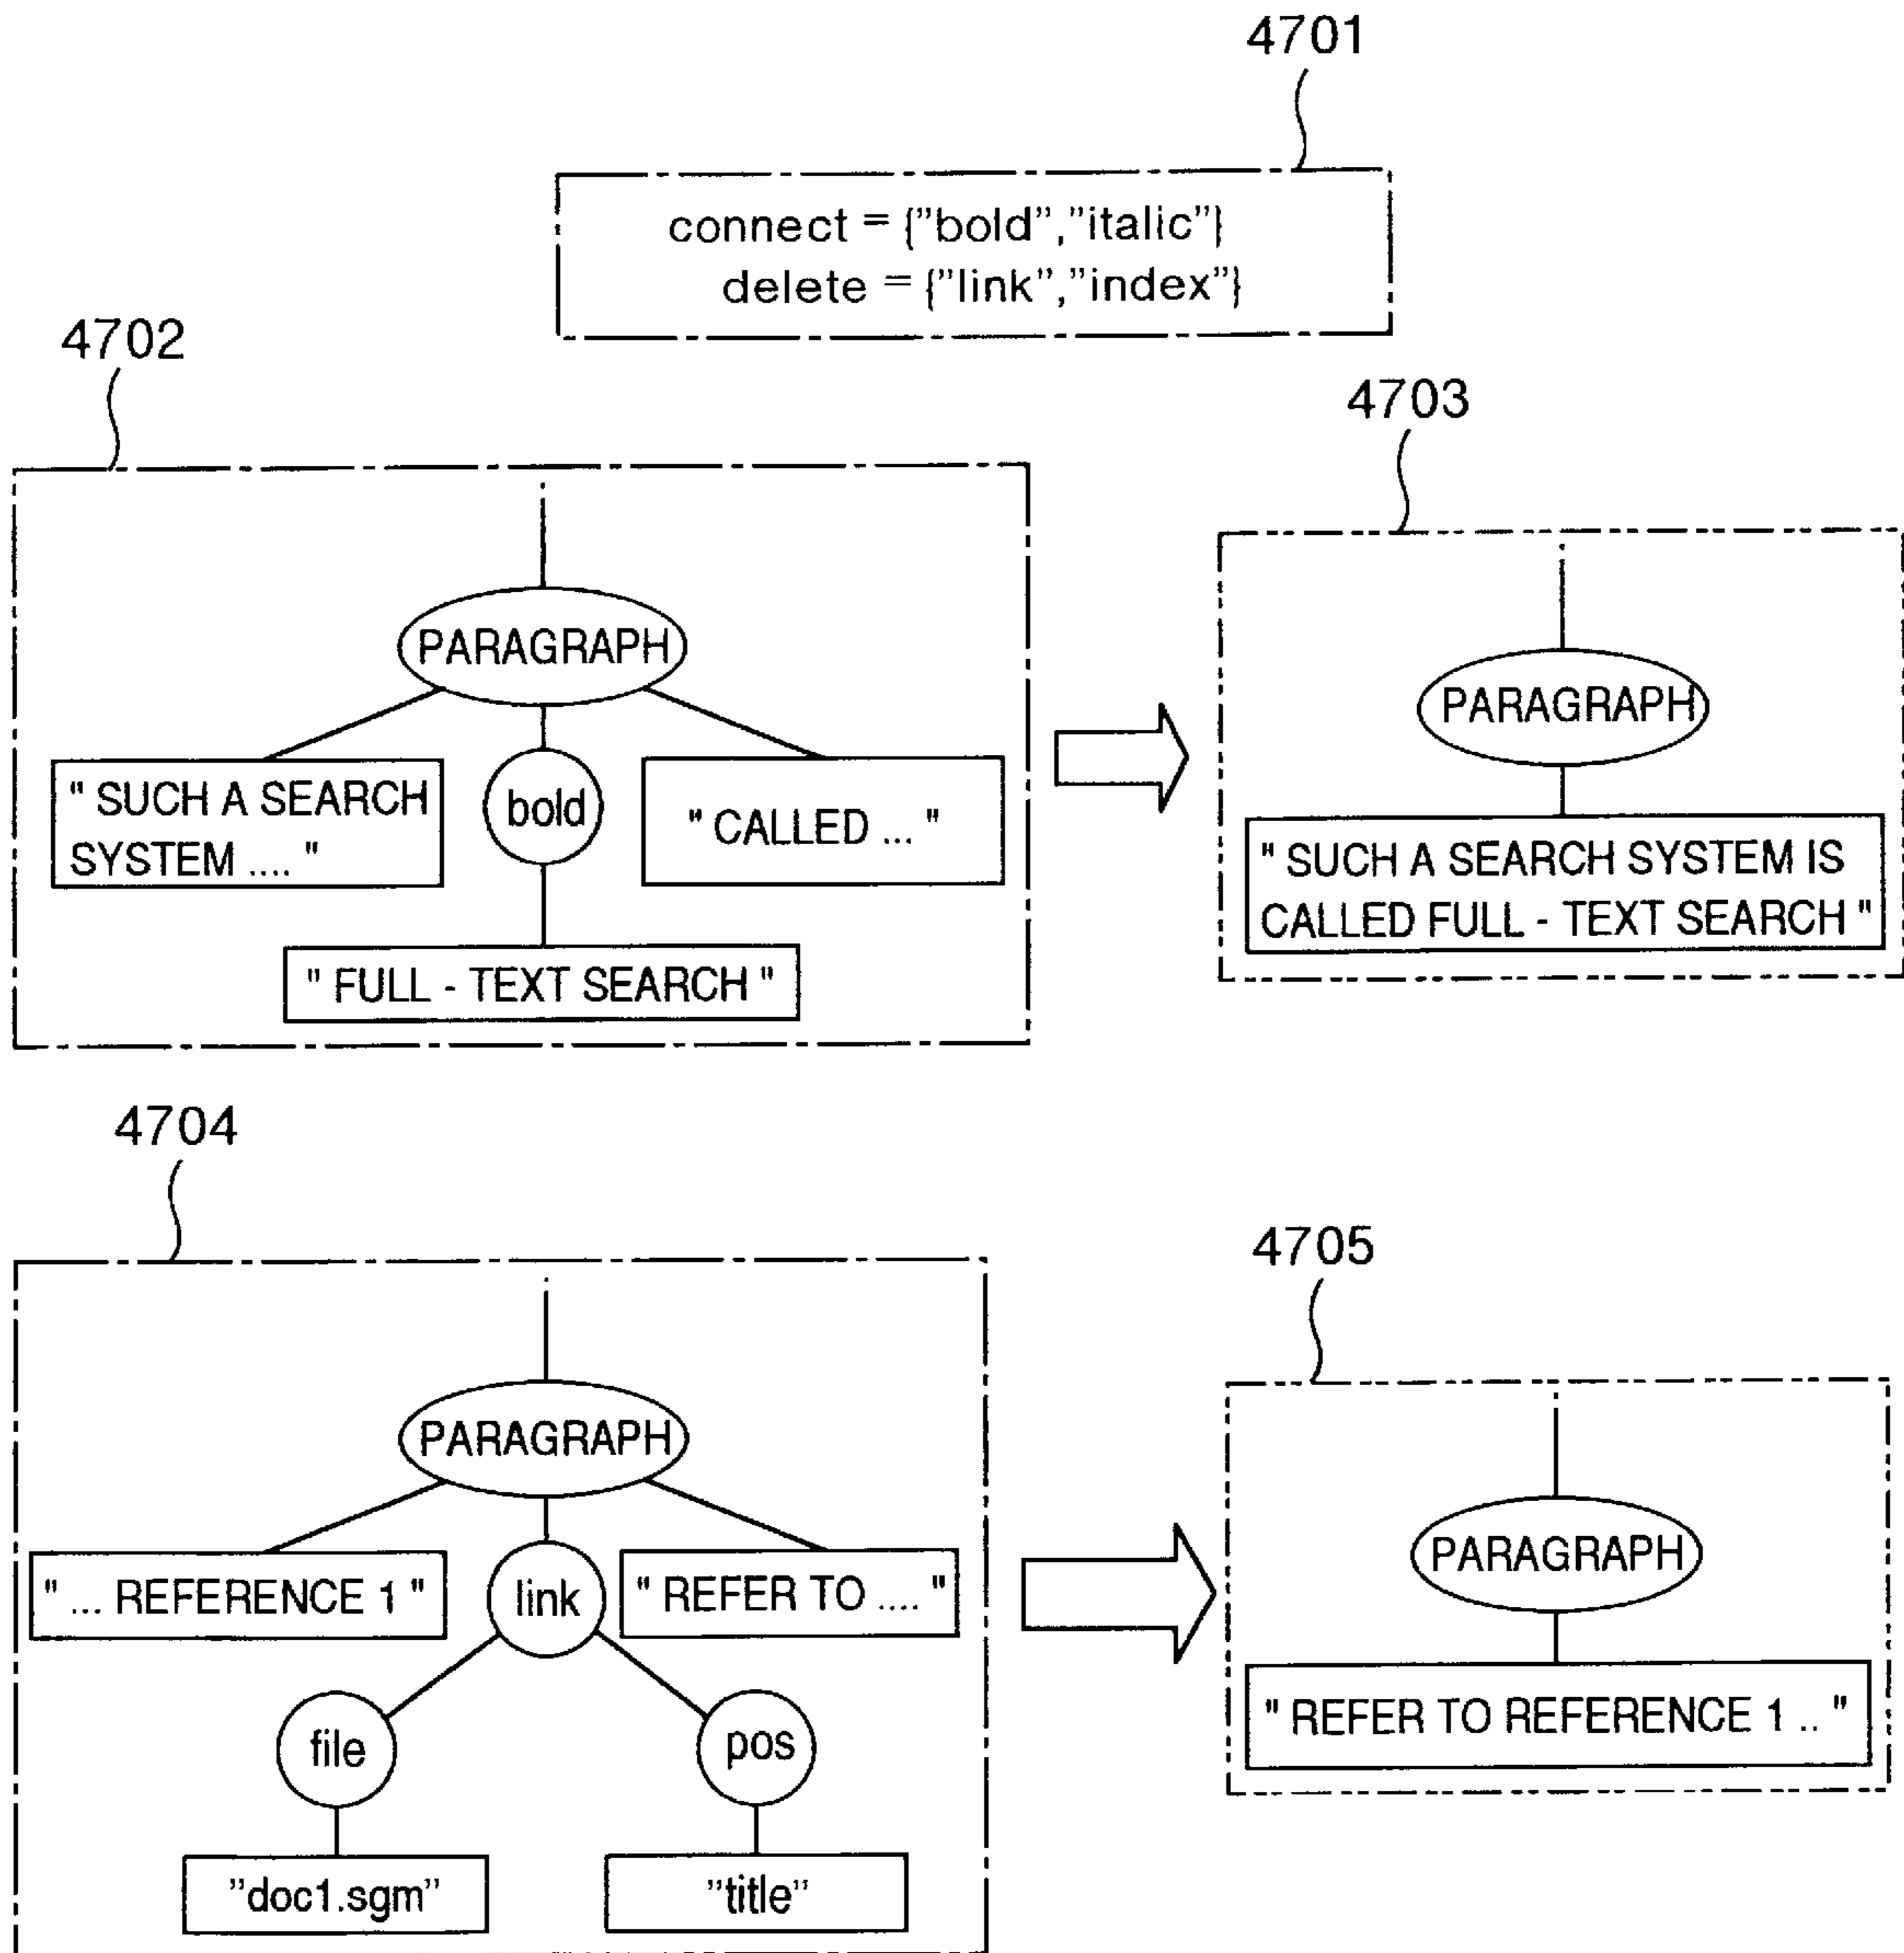 4701
connect = {"bold","italic"}
delete = {"link","index"}
4702
PARAGRAPH
" SUCH A SEARCH
SYSTEM .... "
bold
" CALLED ... "
" FULL - TEXT SEARCH "
4703
PARAGRAPH
" SUCH A SEARCH SYSTEM IS
CALLED FULL - TEXT SEARCH "
4704
PARAGRAPH
" ... REFERENCE 1 "
link
" REFER TO .... "
file
pos
"doc1.sgm"
"title"
4705
PARAGRAPH
" REFER TO REFERENCE 1 .. "